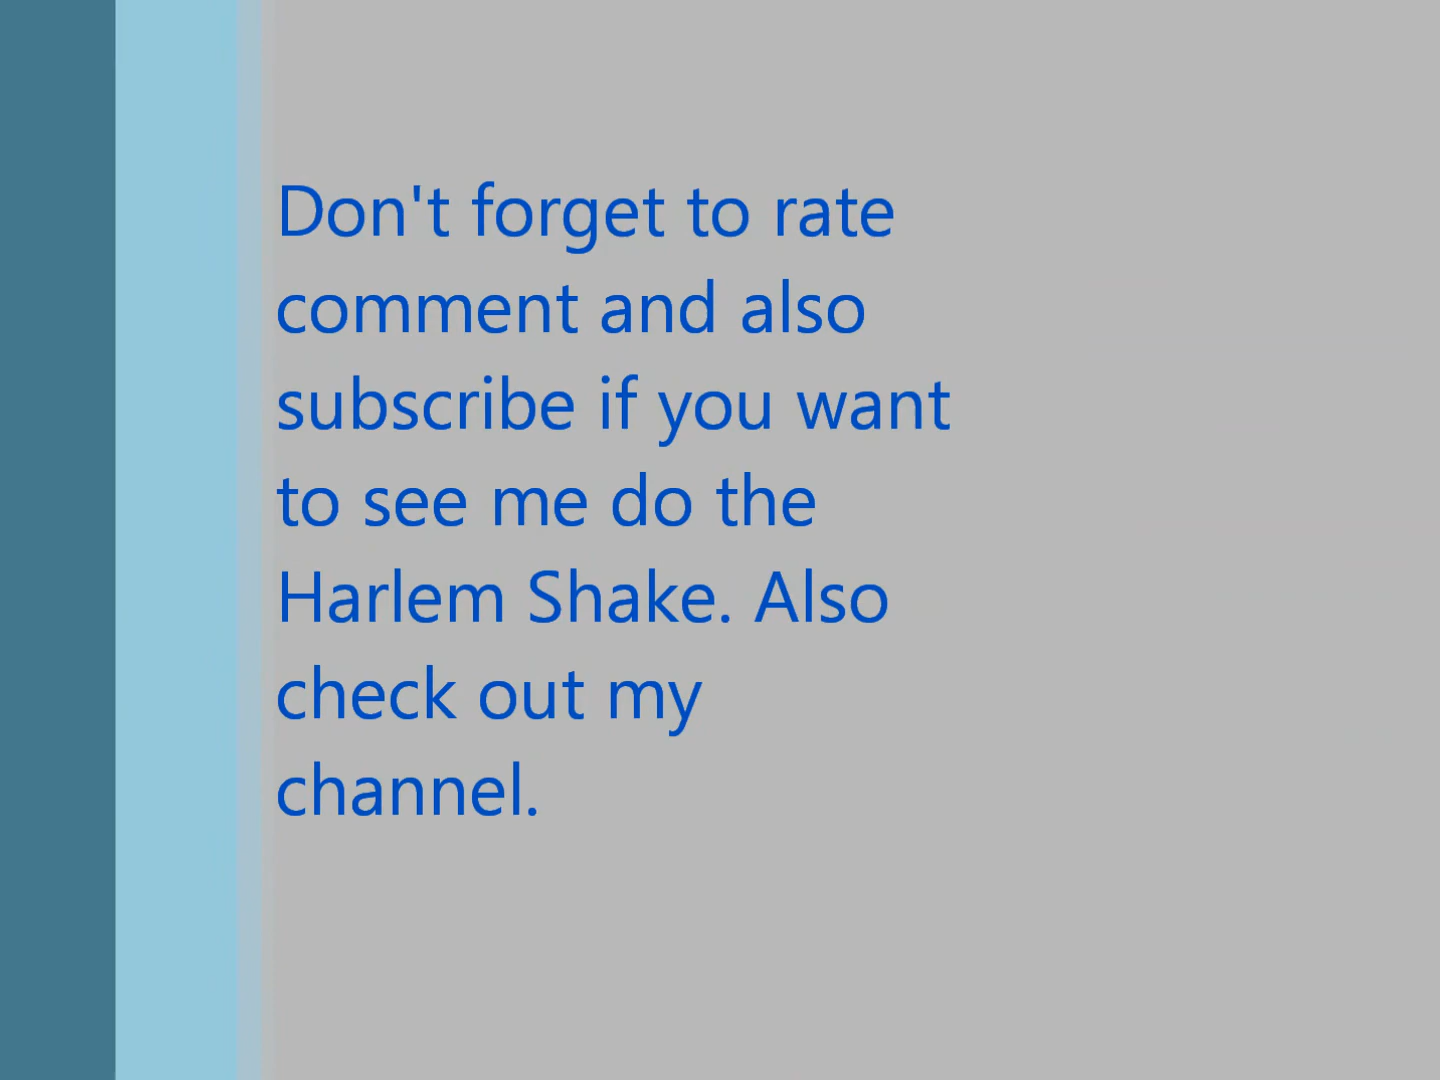 Don't forget to rate
comment and also
subscribe if you want
to see me do the
Harlem Shake. Also
check out my
channel.